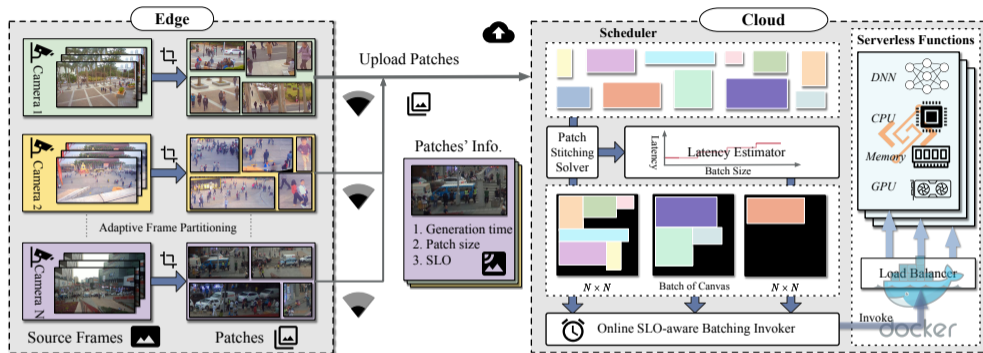 Edge
Camera 1
Camera 2
Adaptive Frame Partitioning
Camera N
Source Frames
Patches
Upload Patches
Patches' Info.
1. Generation time
2. Patch size
3. SLO
Cloud
Scheduler
Patch
Stitching
Solver
Latency
Latency Estimator
Batch Size
N × N
Batch of Canvas
N × N
Online SLO-aware Batching Invoker
Serverless Functions
DNN
CPU
Memory
GPU
Load Balancer
Invoke
docker